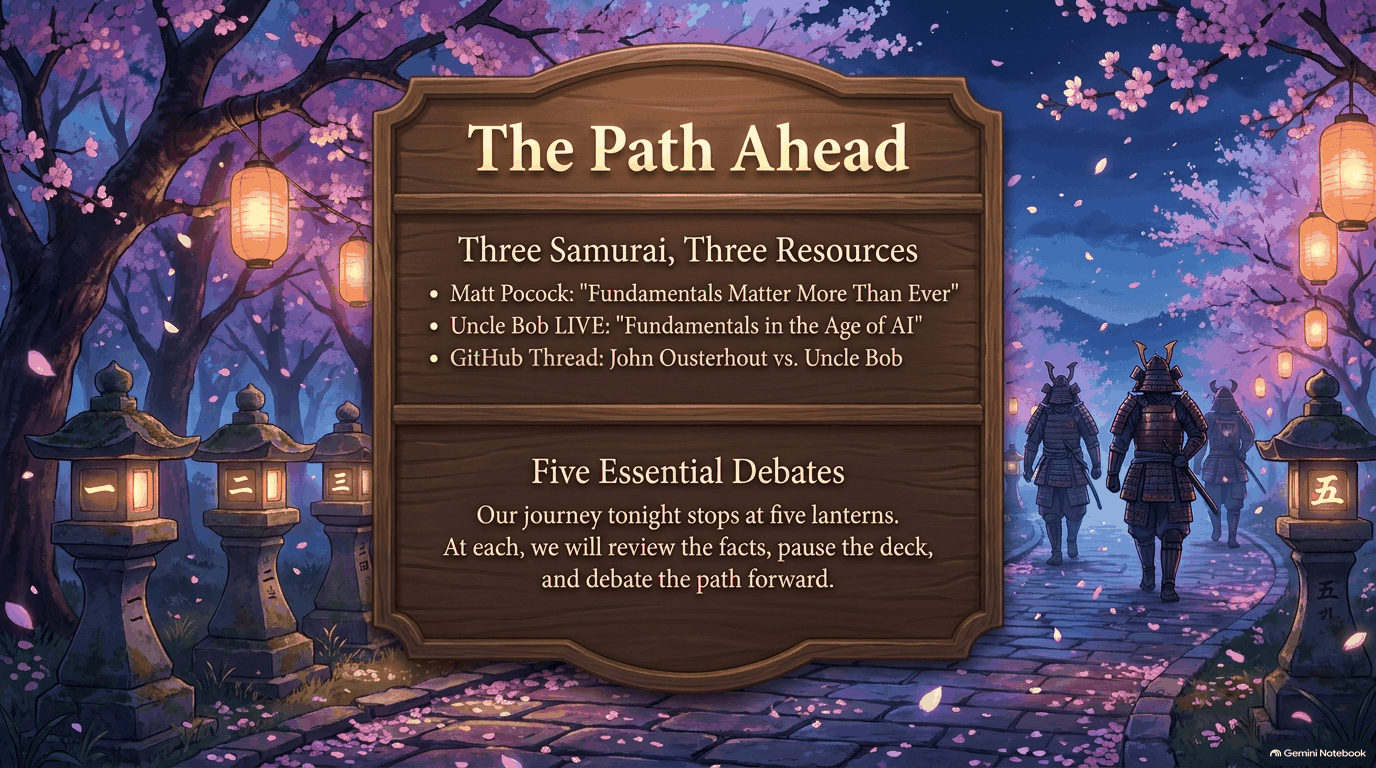 The Path Ahead
Three Samurai, Three Resources
• Matt Pocock: "Fundamentals Matter More Than Ever"
• Uncle Bob LIVE: "Fundamentals in the Age of AI"
• GitHub Thread: John Ousterhout vs. Uncle Bob
Five Essential Debates
Our journey tonight stops at five lanterns.
At each, we will review the facts, pause the deck,
and debate the path forward.
一
二
三
五
Gemini Notebook